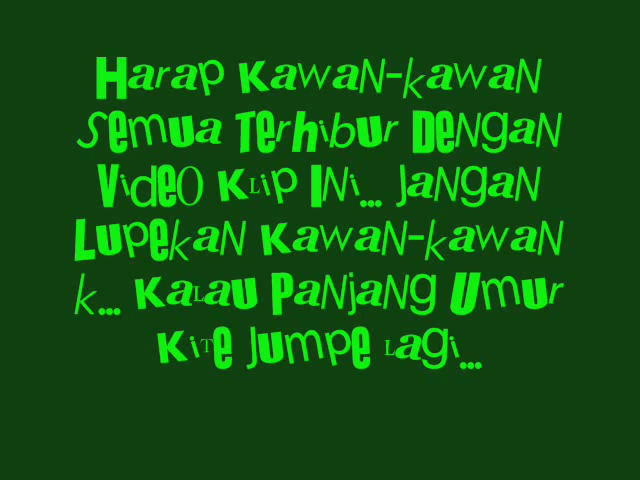 Harap Kawan-kawan
Semua Terhibur Dengan
Video Klip Ini... Jangan
Lupekan Kawan-kawan
k... Kalau Panjang Umur
Kite Jumpe Lagi...